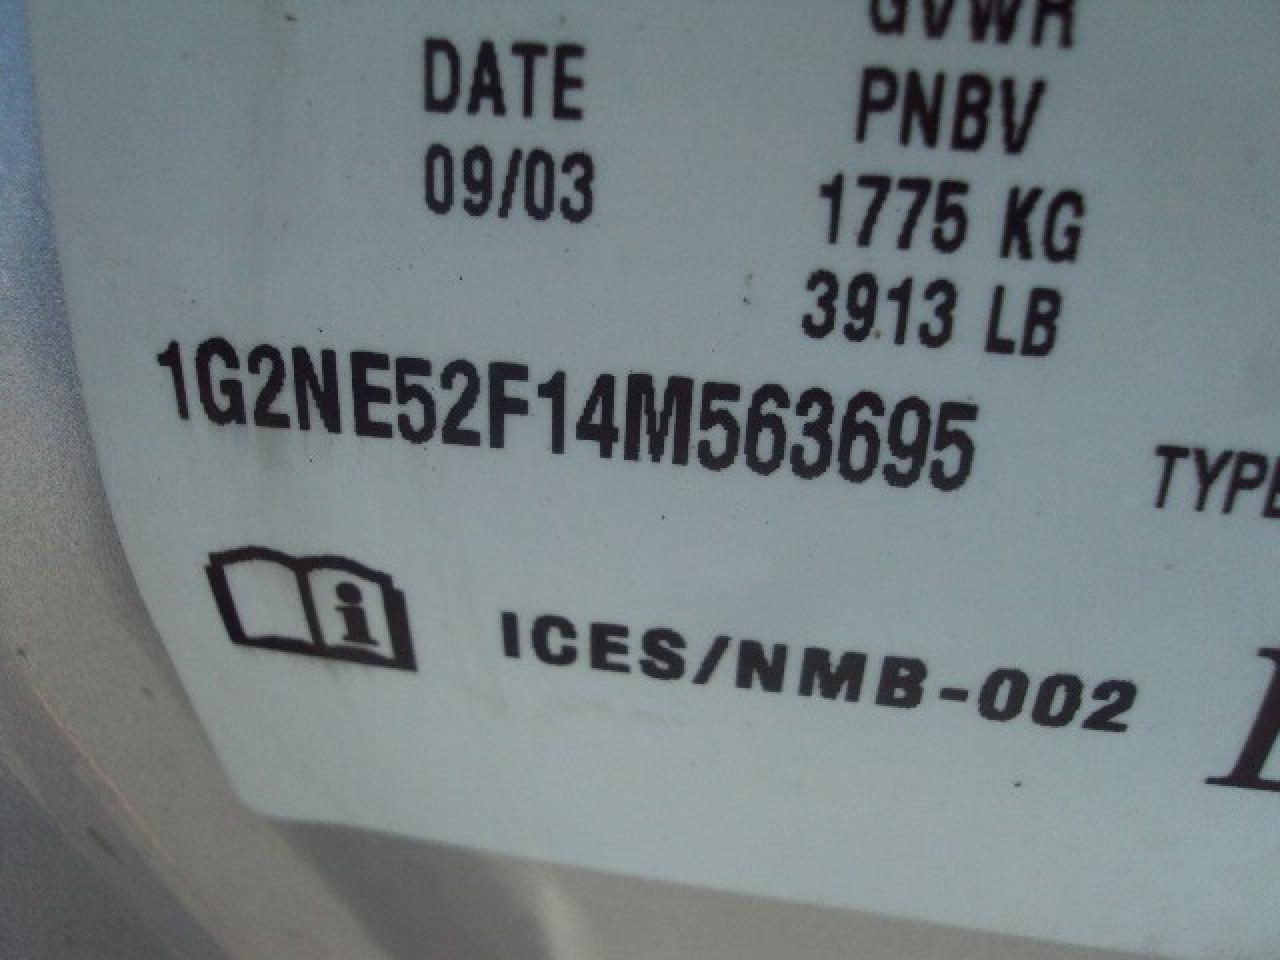 GVWR
DATE
PNBV
09/03
1775 KG
3913 LB
1G2NE52F14M563695
TYPE
i
ICES/NMB-002